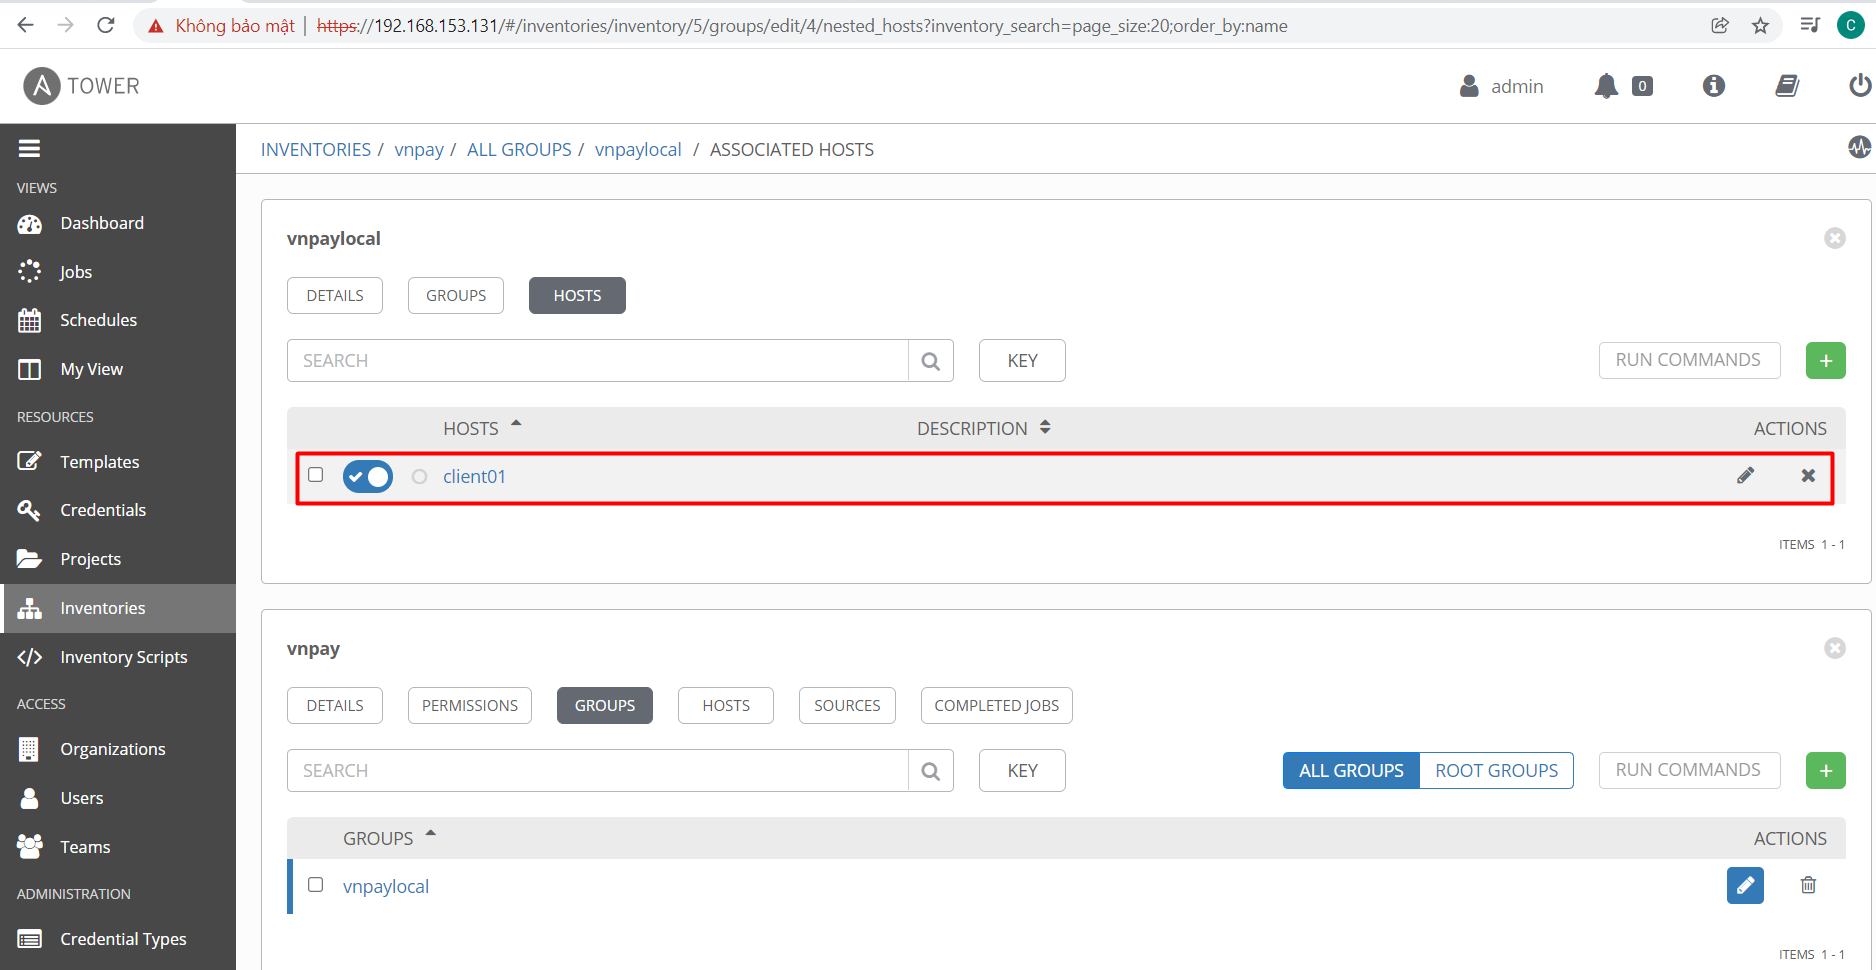 Không bảo mật | https://192.168.153.131/#/inventories/inventory/5/groups/edit/4/nested_hosts?inventory_search=page_size:20;order_by:name
C
A TOWER
admin
0
VIEWS
Dashboard
Jobs
Schedules
My View
RESOURCES
Templates
Credentials
Projects
Inventories
Inventory Scripts
ACCESS
Organizations
Users
Teams
ADMINISTRATION
Credential Types
INVENTORIES / vnpay / ALL GROUPS / vnpaylocal / ASSOCIATED HOSTS
vnpaylocal
DETAILS GROUPS HOSTS
SEARCH KEY RUN COMMANDS +
HOSTS DESCRIPTION ACTIONS
client01
ITEMS 1 - 1
vnpay
DETAILS PERMISSIONS GROUPS HOSTS SOURCES COMPLETED JOBS
SEARCH KEY ALL GROUPS ROOT GROUPS RUN COMMANDS +
GROUPS ACTIONS
vnpaylocal
ITEMS 1 - 1